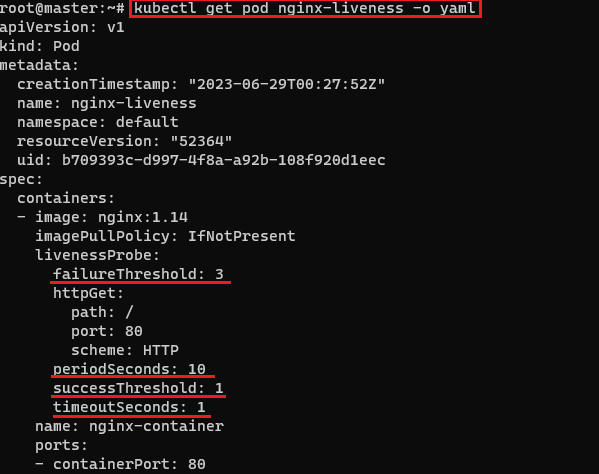 root@master:~# kubectl get pod nginx-liveness -o yaml
apiVersion: v1
kind: Pod
metadata:
  creationTimestamp: "2023-06-29T00:27:52Z"
  name: nginx-liveness
  namespace: default
  resourceVersion: "52364"
  uid: b709393c-d997-4f8a-a92b-108f920d1eec
spec:
  containers:
  - image: nginx:1.14
    imagePullPolicy: IfNotPresent
    livenessProbe:
      failureThreshold: 3
      httpGet:
        path: /
        port: 80
        scheme: HTTP
      periodSeconds: 10
      successThreshold: 1
      timeoutSeconds: 1
    name: nginx-container
    ports:
    - containerPort: 80